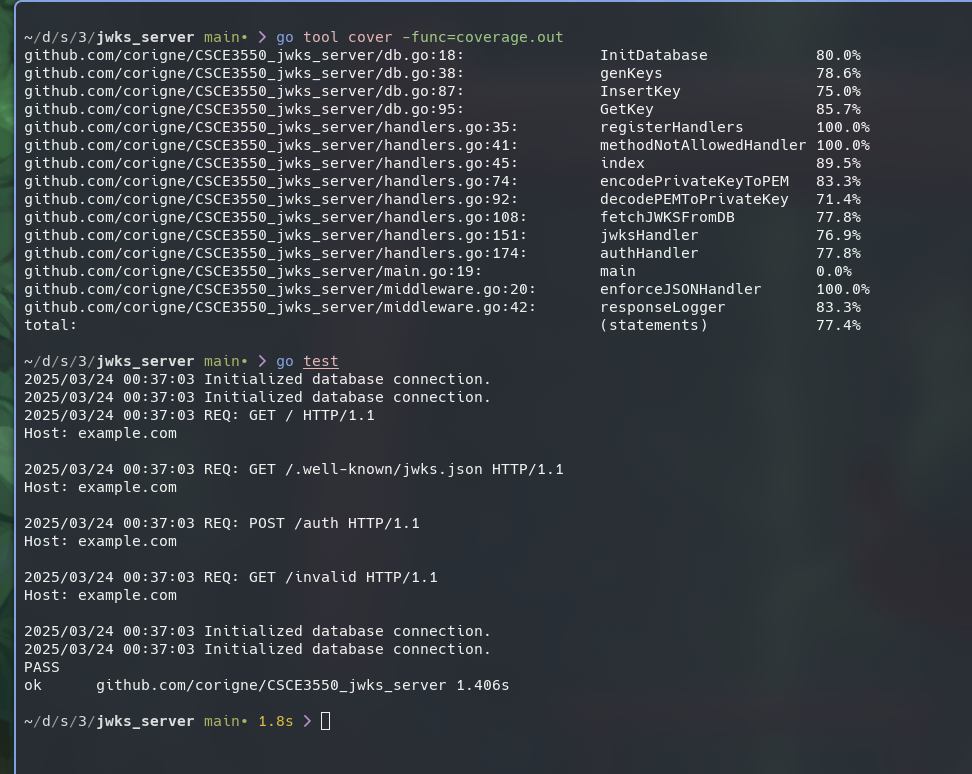 ~/d/s/3/jwks_server main• ❯ go tool cover -func=coverage.out
github.com/corigne/CSCE3550_jwks_server/db.go:18: InitDatabase 80.0%
github.com/corigne/CSCE3550_jwks_server/db.go:38: genKeys 78.6%
github.com/corigne/CSCE3550_jwks_server/db.go:87: InsertKey 75.0%
github.com/corigne/CSCE3550_jwks_server/db.go:95: GetKey 85.7%
github.com/corigne/CSCE3550_jwks_server/handlers.go:35: registerHandlers 100.0%
github.com/corigne/CSCE3550_jwks_server/handlers.go:41: methodNotAllowedHandler 100.0%
github.com/corigne/CSCE3550_jwks_server/handlers.go:45: index 89.5%
github.com/corigne/CSCE3550_jwks_server/handlers.go:74: encodePrivateKeyToPEM 83.3%
github.com/corigne/CSCE3550_jwks_server/handlers.go:92: decodePEMToPrivateKey 71.4%
github.com/corigne/CSCE3550_jwks_server/handlers.go:108: fetchJWKSFromDB 77.8%
github.com/corigne/CSCE3550_jwks_server/handlers.go:151: jwksHandler 76.9%
github.com/corigne/CSCE3550_jwks_server/handlers.go:174: authHandler 77.8%
github.com/corigne/CSCE3550_jwks_server/main.go:19: main 0.0%
github.com/corigne/CSCE3550_jwks_server/middleware.go:20: enforceJSONHandler 100.0%
github.com/corigne/CSCE3550_jwks_server/middleware.go:42: responseLogger 83.3%
total: (statements) 77.4%
~/d/s/3/jwks_server main• ❯ go test
2025/03/24 00:37:03 Initialized database connection.
2025/03/24 00:37:03 Initialized database connection.
2025/03/24 00:37:03 REQ: GET / HTTP/1.1
Host: example.com
2025/03/24 00:37:03 REQ: GET /.well-known/jwks.json HTTP/1.1
Host: example.com
2025/03/24 00:37:03 REQ: POST /auth HTTP/1.1
Host: example.com
2025/03/24 00:37:03 REQ: GET /invalid HTTP/1.1
Host: example.com
2025/03/24 00:37:03 Initialized database connection.
2025/03/24 00:37:03 Initialized database connection.
PASS
ok github.com/corigne/CSCE3550_jwks_server 1.406s
~/d/s/3/jwks_server main• 1.8s ❯